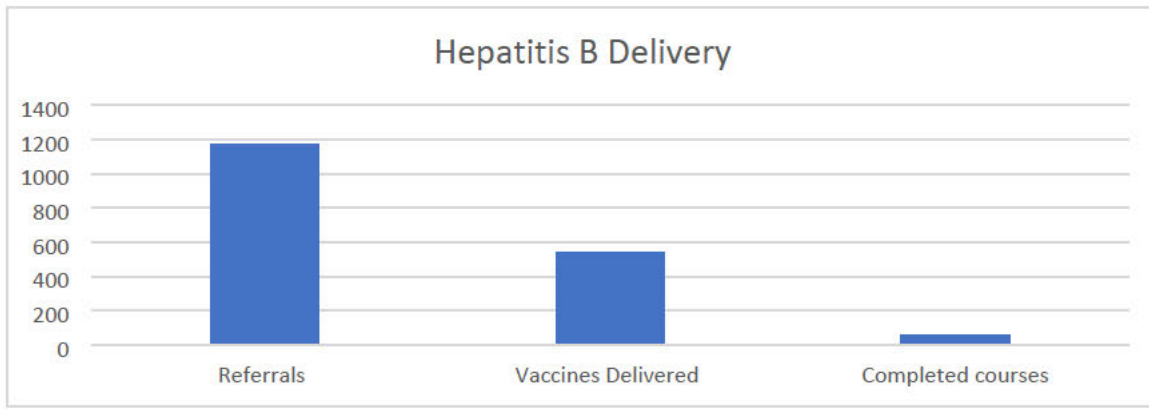 Hepatitis B Delivery
1400
1200
1000
800
600
400
200
0
Referrals
Vaccines Delivered
Completed courses